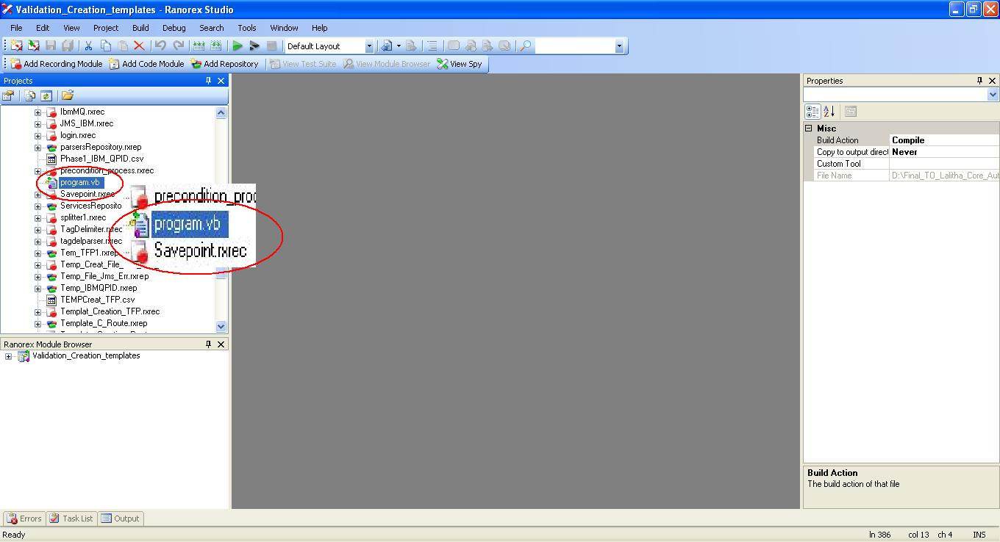 Validation_Creation_templates - Ranorex Studio
File Edit View Project Build Debug Search Tools Window Help
Default Layout
Add Recording Module Add Code Module Add Repository View Test Suite View Module Browser View Spy
Projects
IbmMQ.rxrec
JMS_IBM.rxrec
login.rxrec
parsersRepository.rxrep
Phase1_IBM_QPID.csv
precondition_process.rxrec
program.vb
Savepoint.rxrec
ServicesReposito
splitter1.rxrec
TagDelimiter.rxrec
tagdelparser.rxrec
Tem_TFP1.rxrep
Temp_Creat_File_
Temp_File_Jms_Err.rxrep
Temp_IBMQPID.rxrep
TEMPCreat_TFP.csv
Templat_Creation_TFP.rxrec
Template_C_Route.rxrep
precondition_proc
program.vb
Savepoint.rxrec
Ranorex Module Browser
Validation_Creation_templates
Properties
Misc
Build Action Compile
Copy to output direct Never
Custom Tool
File Name D:\Final_TO_Lalitha_Core_Aut
Build Action
The build action of that file
Errors Task List Output
Ready ln 386 col 13 ch 4 INS